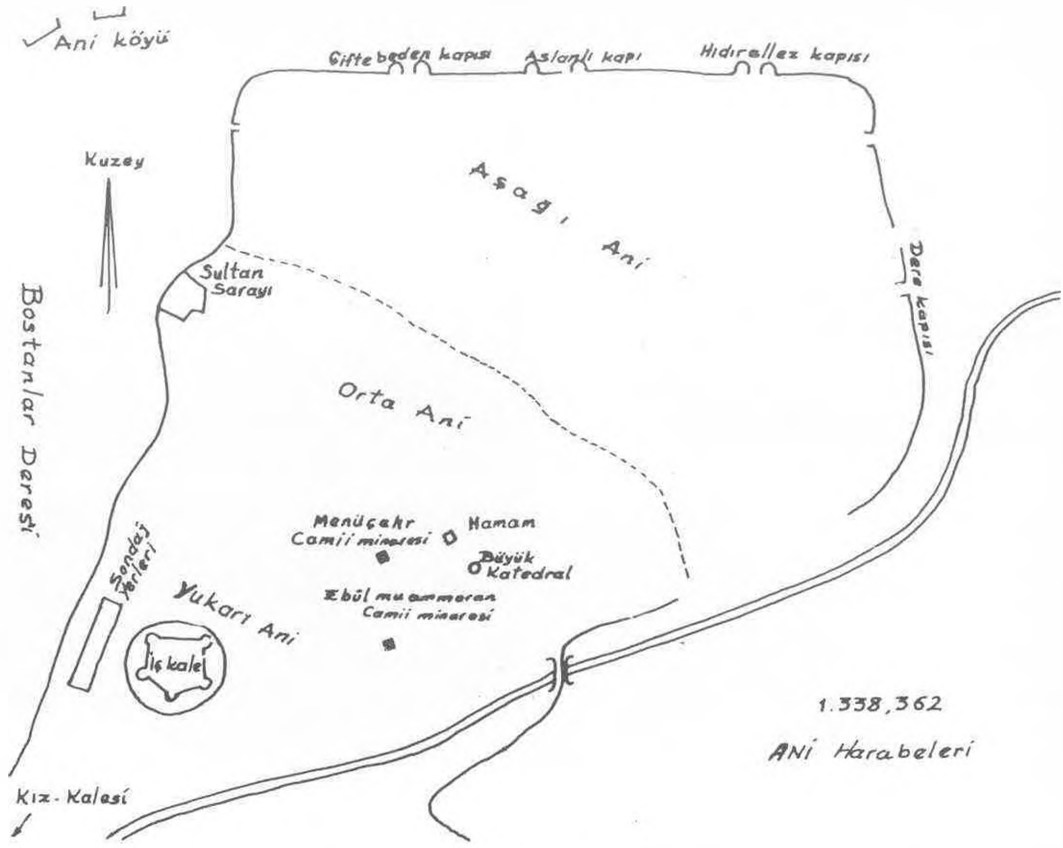 Ani köyü
Çifte beden kapısı
Aslanlı kapı
Hıdırellez kapısı
Kuzey
Aşağı Ani
Sultan
Sarayı
Dere kapısı
Bostanlar Deresi
Orta Ani
Menüçehr
Camii minaresi
Hamam
Büyük
Katedral
Sondaj
yerleri
Yukarı Ani
Ebül muammaran
Camii minaresi
İç kale
1.338,362
ANİ Harabeleri
Kız-Kalesi